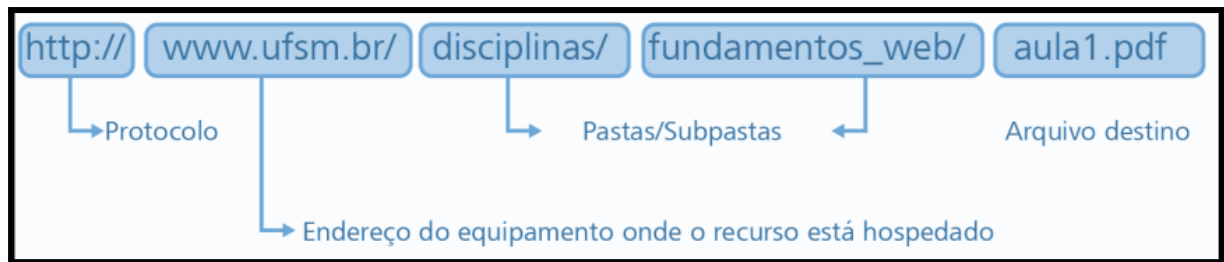 http:// www.ufsm.br/ disciplinas/ fundamentos_web/ aula1.pdf
Protocolo Pastas/Subpastas Arquivo destino
Endereço do equipamento onde o recurso está hospedado